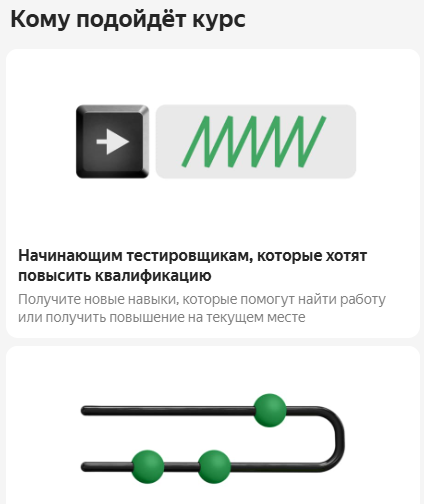 Кому подойдёт курс
Начинающим тестировщикам, которые хотят
повысить квалификацию
Получите новые навыки, которые помогут найти работу
или получить повышение на текущем месте